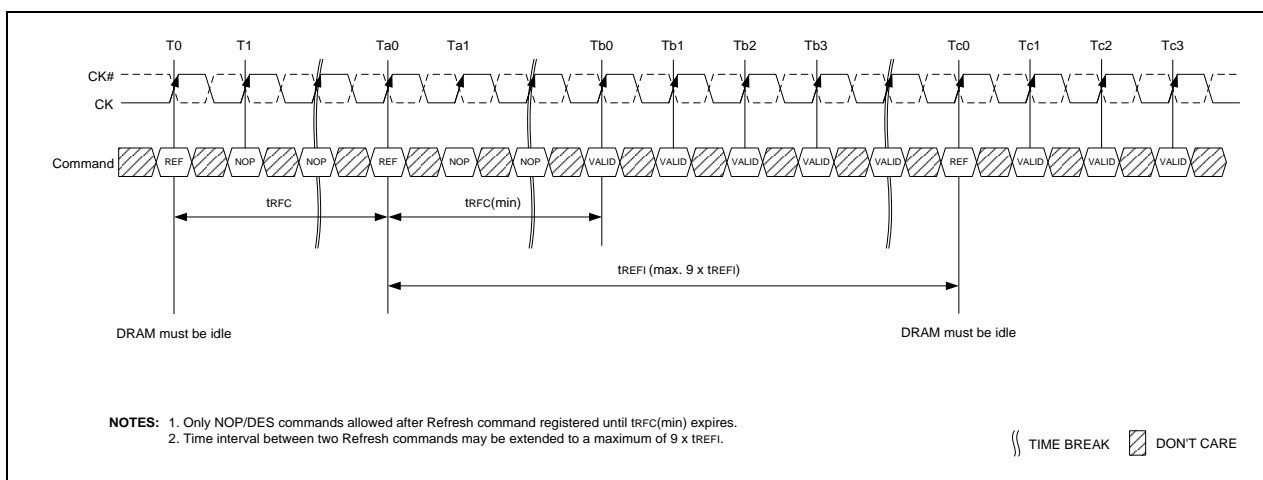 T0 T1 Ta0 Ta1 Tb0 Tb1 Tb2 Tb3 Tc0 Tc1 Tc2 Tc3
CK#
CK
Command REF NOP NOP REF NOP NOP VALID VALID VALID VALID VALID REF VALID VALID VALID
tRFC tRFC(min)
tREFI (max. 9 x tREFI)
DRAM must be idle DRAM must be idle
NOTES: 1. Only NOP/DES commands allowed after Refresh command registered until tRFC(min) expires.
2. Time interval between two Refresh commands may be extended to a maximum of 9 x tREFI.
TIME BREAK DON'T CARE